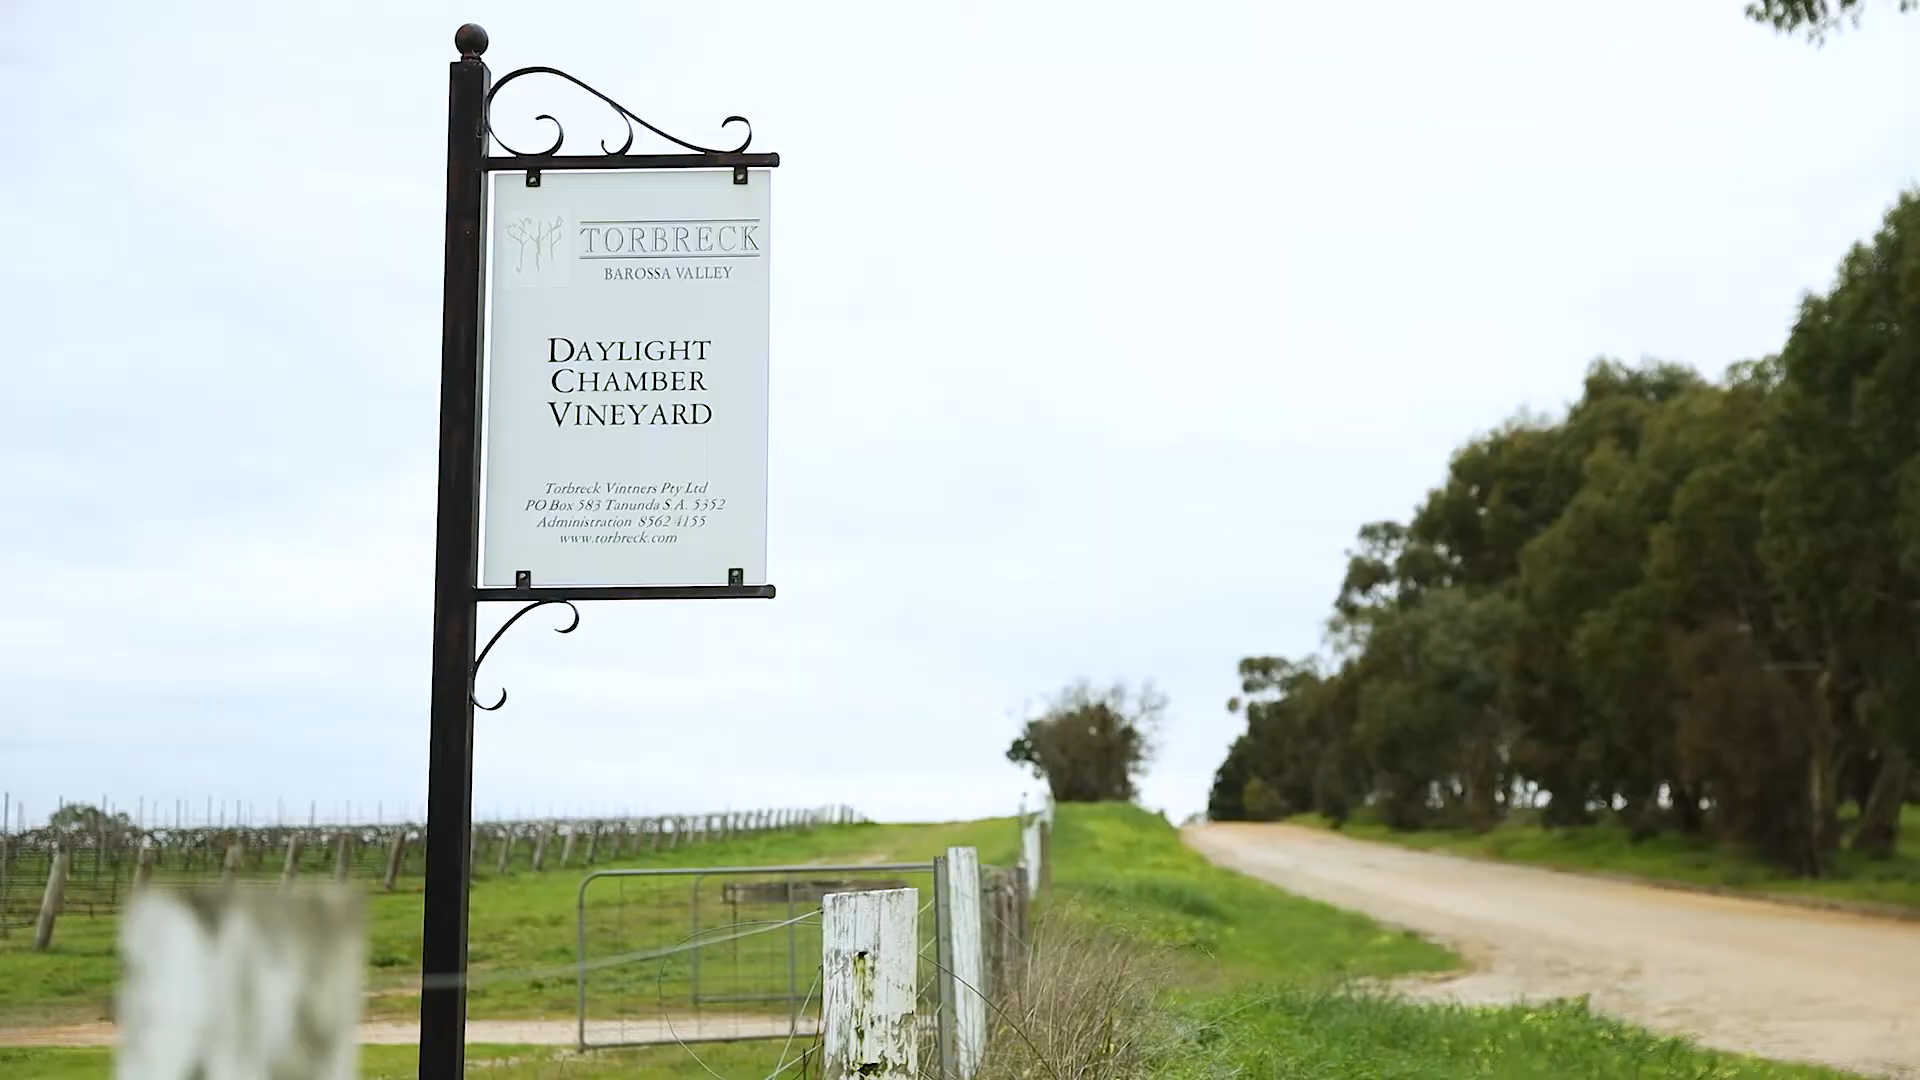 TORBRECK
BAROSSA VALLEY
DAYLIGHT
CHAMBER
VINEYARD
Torbreck Vintners Pty Ltd
PO Box 583 Tanunda S.A. 5352
Administration 8562 4155
www.torbreck.com